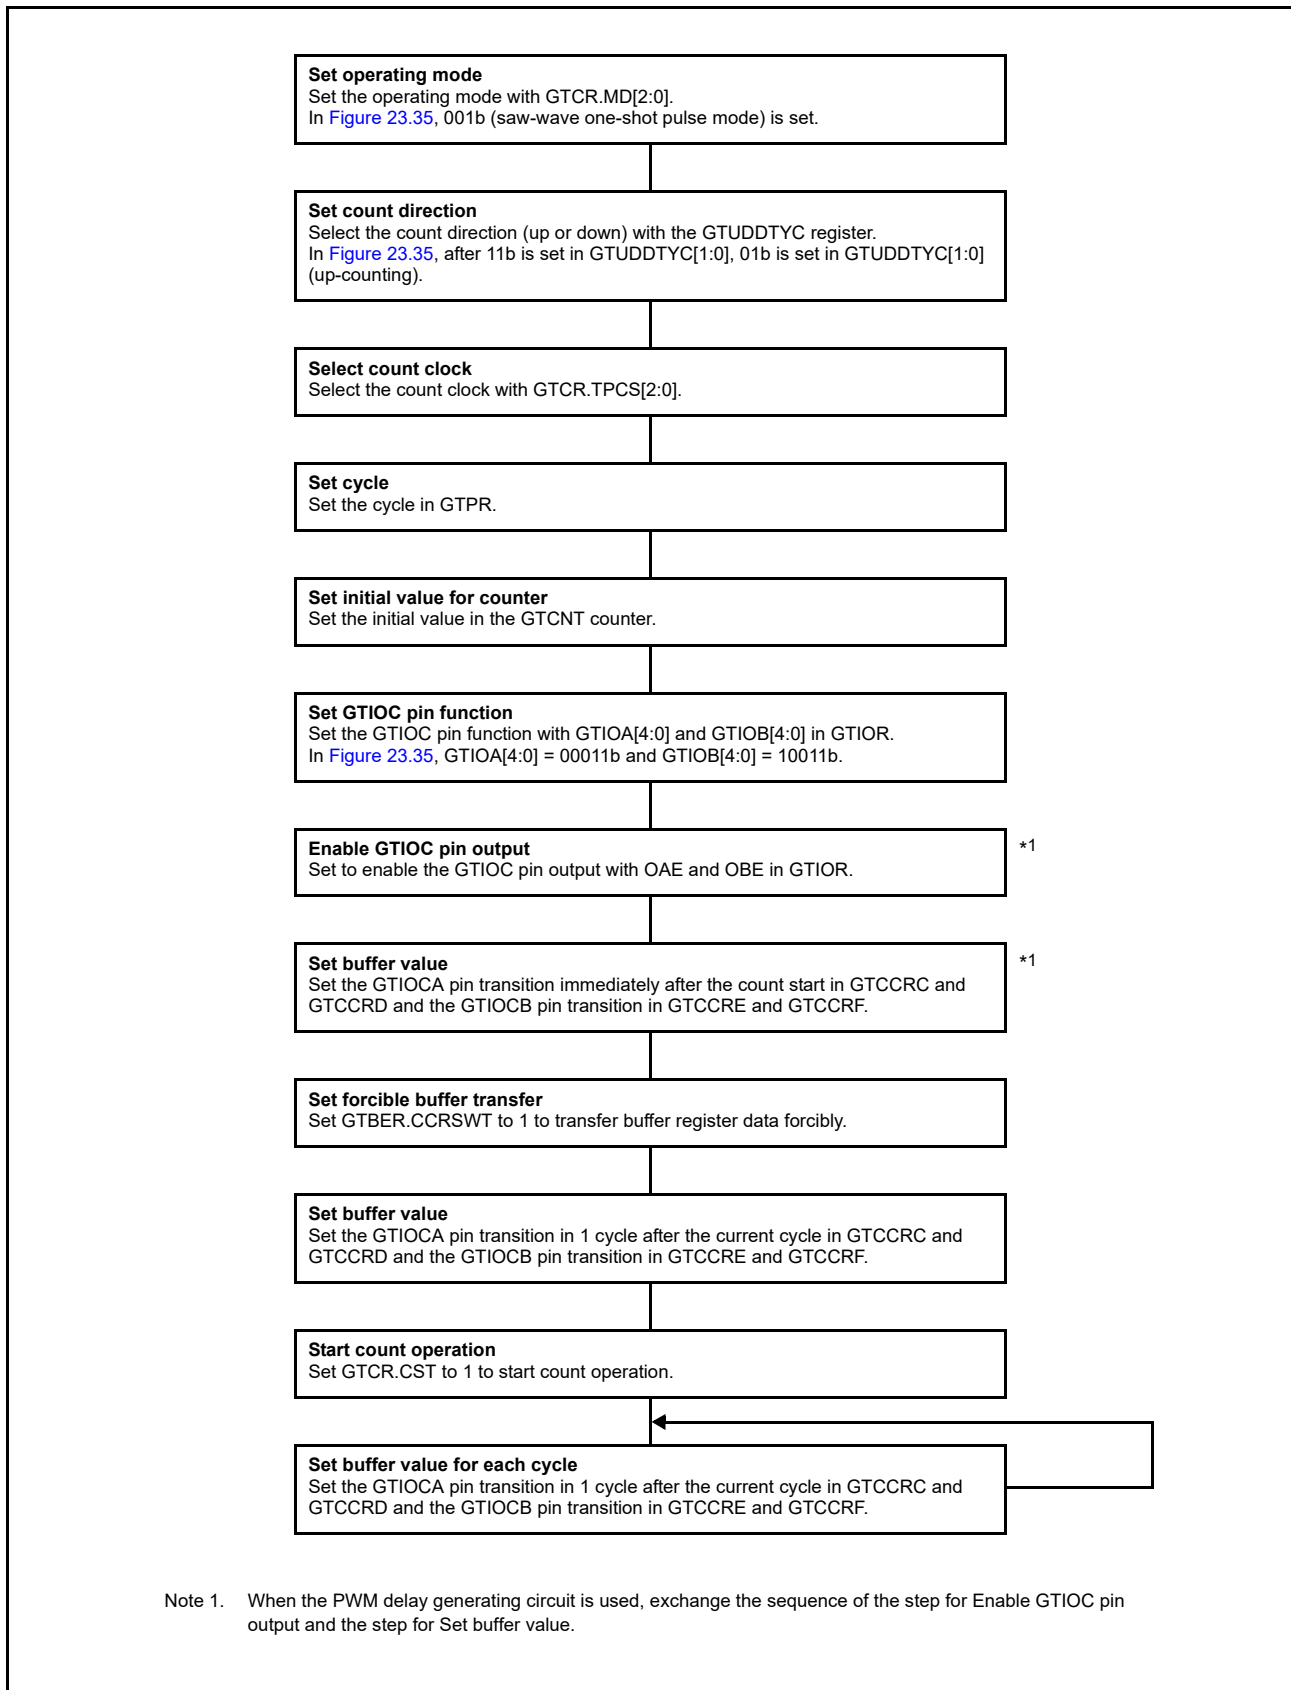 Set operating mode
Set the operating mode with GTCR.MD[2:0].
In Figure 23.35, 001b (saw-wave one-shot pulse mode) is set.
Set count direction
Select the count direction (up or down) with the GTUDDTYC register.
In Figure 23.35, after 11b is set in GTUDDTYC[1:0], 01b is set in GTUDDTYC[1:0]
(up-counting).
Select count clock
Select the count clock with GTCR.TPCS[2:0].
Set cycle
Set the cycle in GTPR.
Set initial value for counter
Set the initial value in the GTCNT counter.
Set GTIOC pin function
Set the GTIOC pin function with GTIOA[4:0] and GTIOB[4:0] in GTIOR.
In Figure 23.35, GTIOA[4:0] = 00011b and GTIOB[4:0] = 10011b.
Enable GTIOC pin output *1
Set to enable the GTIOC pin output with OAE and OBE in GTIOR.
Set buffer value *1
Set the GTIOCA pin transition immediately after the count start in GTCCRC and
GTCCRD and the GTIOCB pin transition in GTCCRE and GTCCRF.
Set forcible buffer transfer
Set GTBER.CCRSWT to 1 to transfer buffer register data forcibly.
Set buffer value
Set the GTIOCA pin transition in 1 cycle after the current cycle in GTCCRC and
GTCCRD and the GTIOCB pin transition in GTCCRE and GTCCRF.
Start count operation
Set GTCR.CST to 1 to start count operation.
Set buffer value for each cycle
Set the GTIOCA pin transition in 1 cycle after the current cycle in GTCCRC and
GTCCRD and the GTIOCB pin transition in GTCCRE and GTCCRF.
Note 1. When the PWM delay generating circuit is used, exchange the sequence of the step for Enable GTIOC pin
output and the step for Set buffer value.